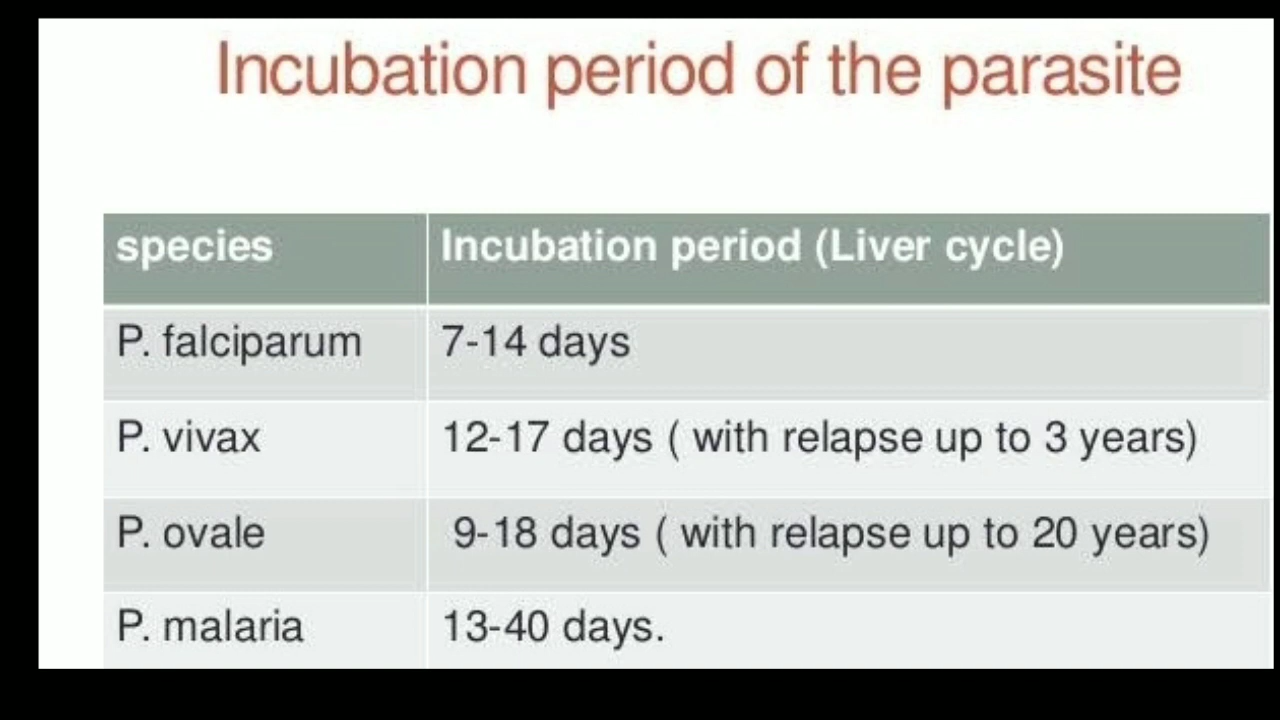 Incubation period of the parasite
species Incubation period (Liver cycle)
P. falciparum 7-14 days
P. vivax 12-17 days ( with relapse up to 3 years)
P. ovale 9-18 days ( with relapse up to 20 years)
P. malaria 13-40 days.